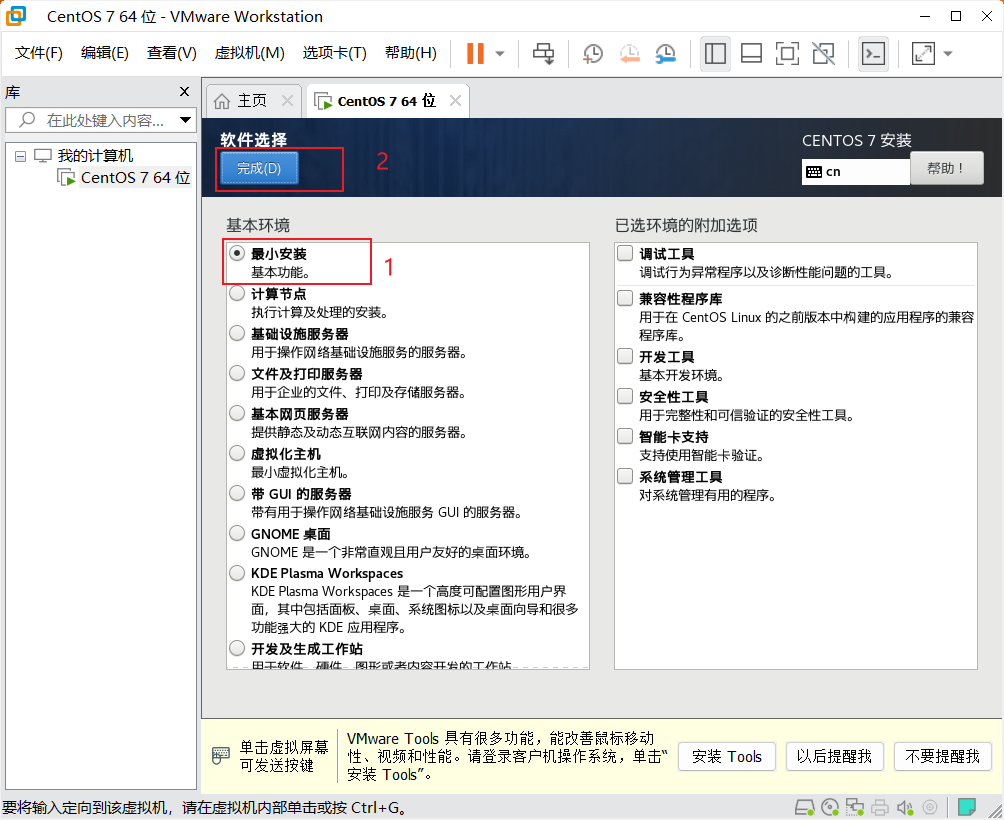 CentOS 7 64 位 - VMware Workstation
文件(F) 编辑(E) 查看(V) 虚拟机(M) 选项卡(T) 帮助(H)
库
在此处键入内容...
我的计算机
CentOS 7 64 位
主页
CentOS 7 64 位
软件选择
完成(D)
2
CENTOS 7 安装
cn
帮助！
基本环境
最小安装
基本功能。
1
计算节点
执行计算及处理的安装。
基础设施服务器
用于操作网络基础设施服务的服务器。
文件及打印服务器
用于企业的文件、打印及存储服务器。
基本网页服务器
提供静态及动态互联网内容的服务器。
虚拟化主机
最小虚拟化主机。
带 GUI 的服务器
带有用于操作网络基础设施服务 GUI 的服务器。
GNOME 桌面
GNOME 是一个非常直观且用户友好的桌面环境。
KDE Plasma Workspaces
KDE Plasma Workspaces 是一个高度可配置图形用户界
面，其中包括面板、桌面、系统图标以及桌面向导和很多
功能强大的 KDE 应用程序。
开发及生成工作站
用于软件、硬件、图形或者内容开发的工作站
已选环境的附加选项
调试工具
调试行为异常程序以及诊断性能问题的工具。
兼容性程序库
用于在 CentOS Linux 的之前版本中构建的应用程序的兼容
程序库。
开发工具
基本开发环境。
安全性工具
用于完整性和可信验证的安全性工具。
智能卡支持
支持使用智能卡验证。
系统管理工具
对系统管理有用的程序。
单击虚拟屏幕
可发送按键
VMware Tools 具有很多功能，能改善鼠标移动
性、视频和性能。请登录客户机操作系统，单击“
安装 Tools”。
安装 Tools
以后提醒我
不要提醒我
要将输入定向到该虚拟机，请在虚拟机内部单击或按 Ctrl+G。